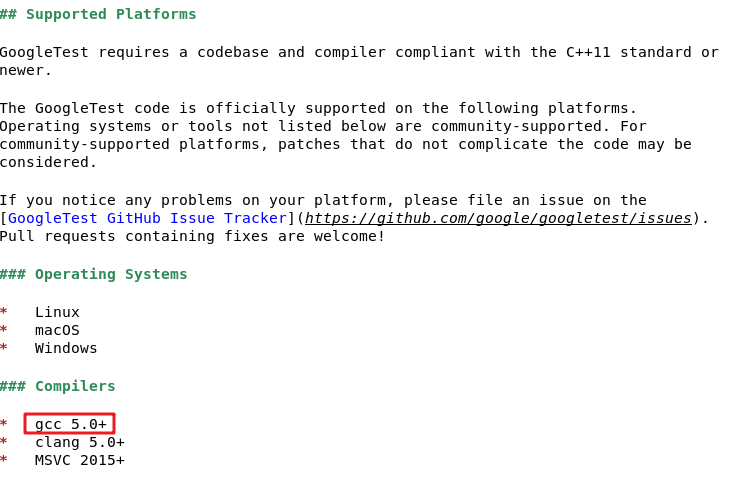 ## Supported Platforms
GoogleTest requires a codebase and compiler compliant with the C++11 standard or
newer.
The GoogleTest code is officially supported on the following platforms.
Operating systems or tools not listed below are community-supported. For
community-supported platforms, patches that do not complicate the code may be
considered.
If you notice any problems on your platform, please file an issue on the
[GoogleTest GitHub Issue Tracker](https://github.com/google/googletest/issues).
Pull requests containing fixes are welcome!
### Operating Systems
*   Linux
*   macOS
*   Windows
### Compilers
*   gcc 5.0+
*   clang 5.0+
*   MSVC 2015+